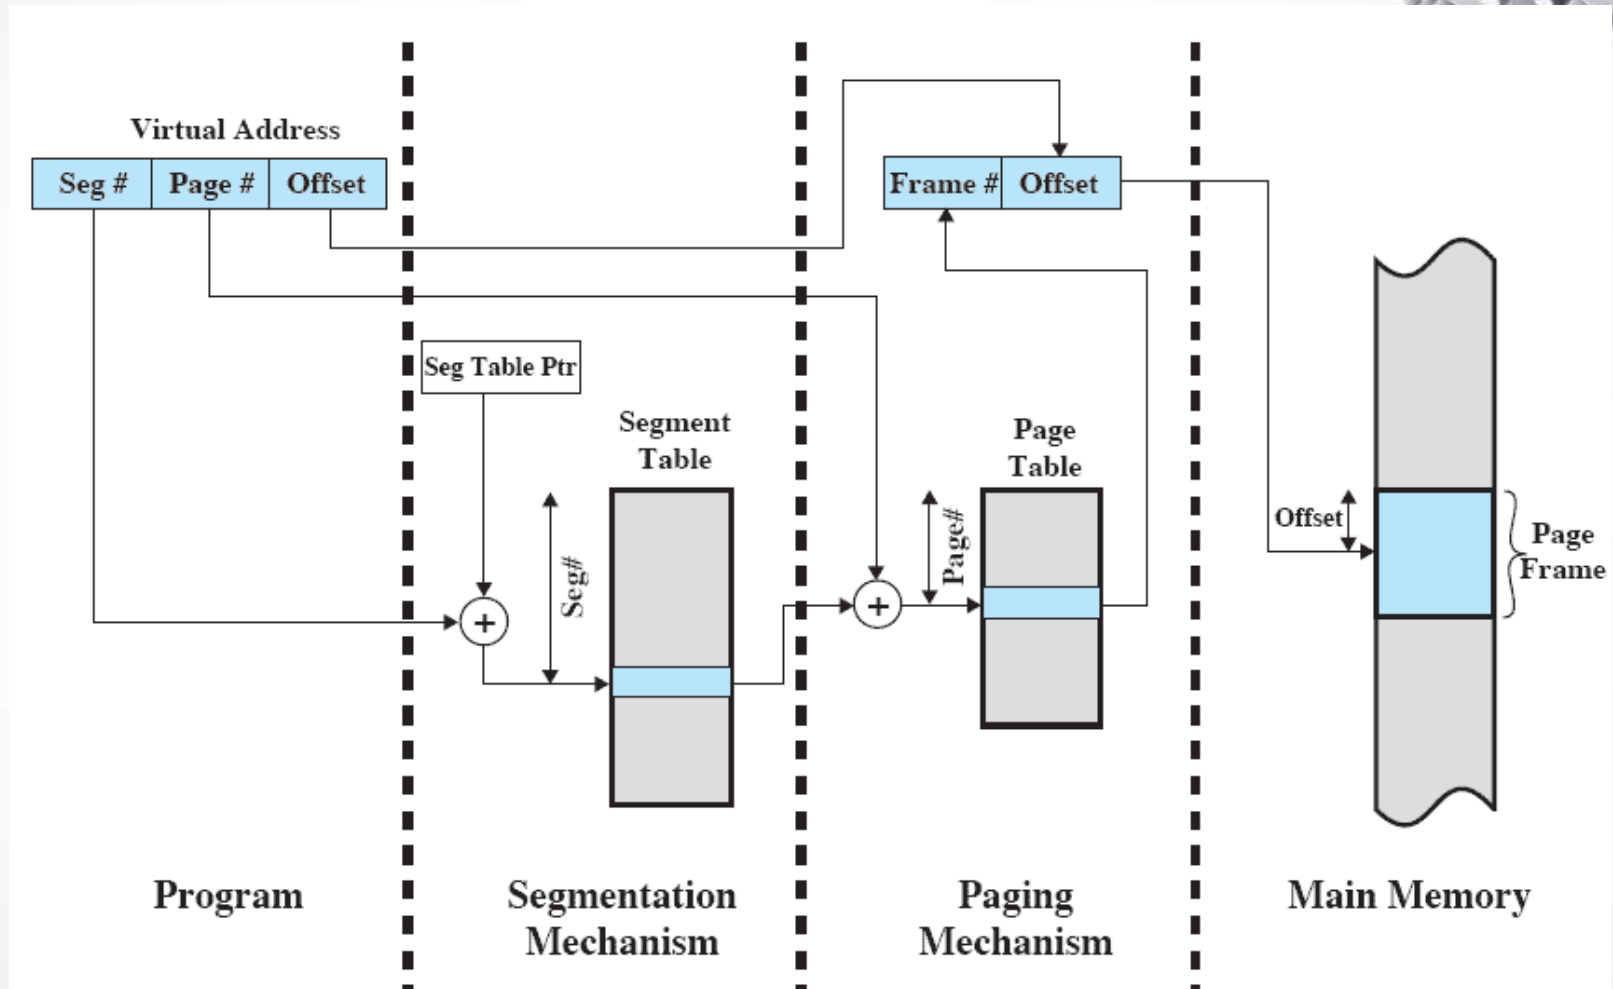 Virtual Address
Seg # Page # Offset
Frame # Offset
Seg Table Ptr
Segment
Table
Page
Table
Seg#
+
Page#
+
Offset
Page
Frame
Program
Segmentation
Mechanism
Paging
Mechanism
Main Memory